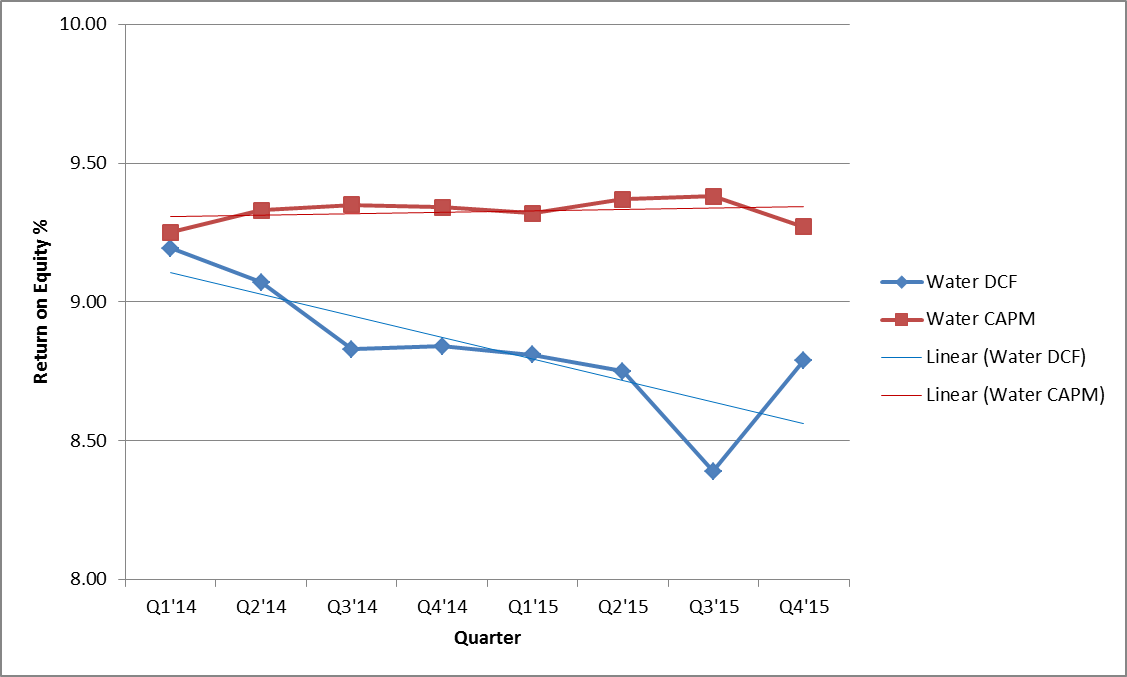 10.00
9.50
9.00
8.50
8.00
Return on Equity %
Q1'14 Q2'14 Q3'14 Q4'14 Q1'15 Q2'15 Q3'15 Q4'15
Quarter
Water DCF
Water CAPM
Linear (Water DCF)
Linear (Water CAPM)